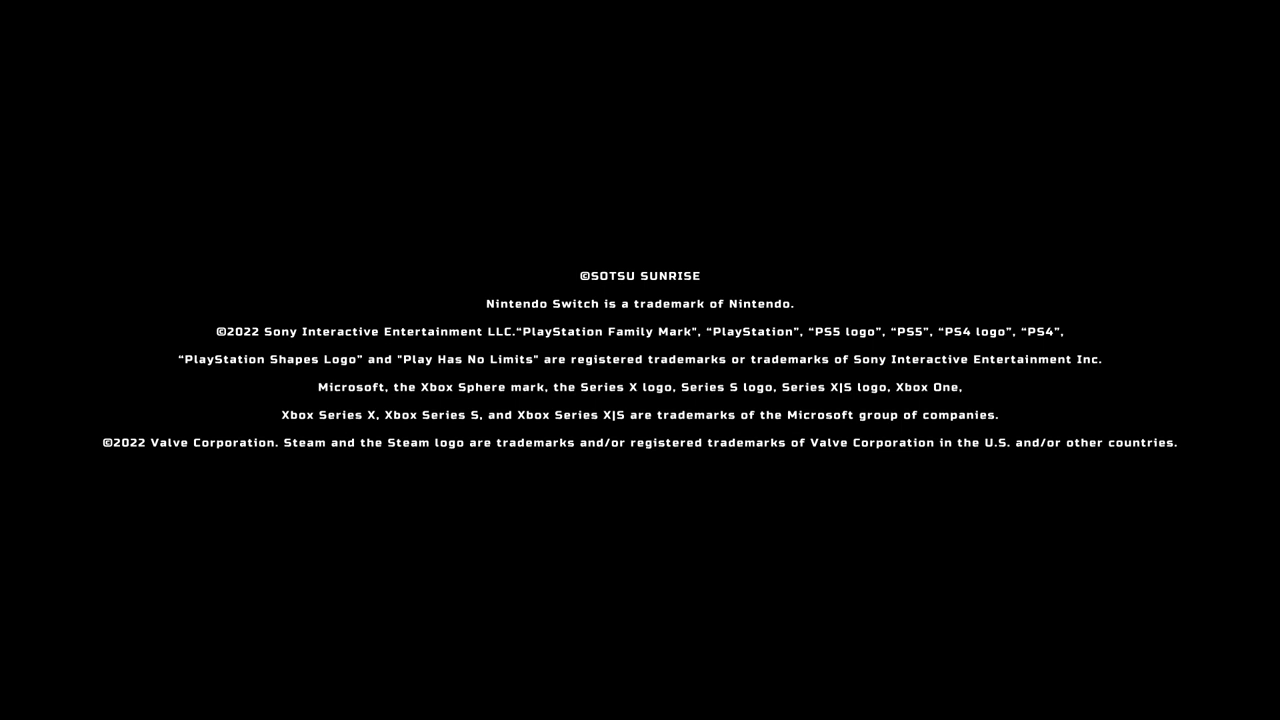 ©SOTSU SUNRISE
Nintendo Switch is a trademark of Nintendo.
©2022 Sony Interactive Entertainment LLC.“PlayStation Family Mark", “PlayStation”, “PS5 logo”, “PS5”, “PS4 logo”, “PS4”,
“PlayStation Shapes Logo” and "Play Has No Limits" are registered trademarks or trademarks of Sony Interactive Entertainment Inc.
Microsoft, the Xbox Sphere mark, the Series X logo, Series S logo, Series X|S logo, Xbox One,
Xbox Series X, Xbox Series S, and Xbox Series X|S are trademarks of the Microsoft group of companies.
©2022 Valve Corporation. Steam and the Steam logo are trademarks and/or registered trademarks of Valve Corporation in the U.S. and/or other countries.